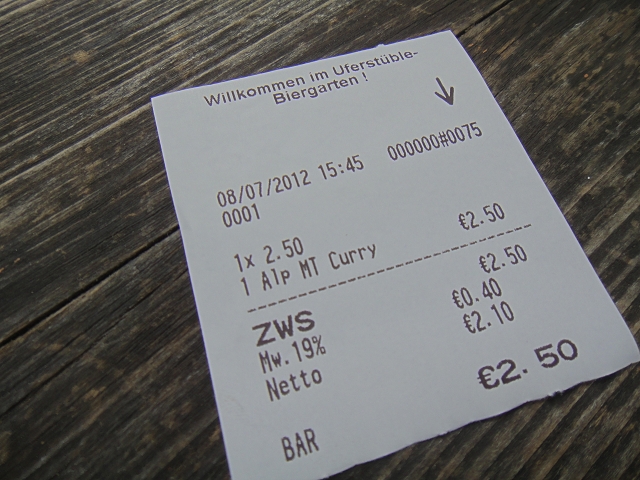 Willkommen im Uferstüble-
Biergarten !
08/07/2012 15:45 000000#0075
0001
1x 2.50
1 Alp MT Curry €2.50
ZWS €2.50
Mw.19% €0.40
Netto €2.10
BAR €2.50